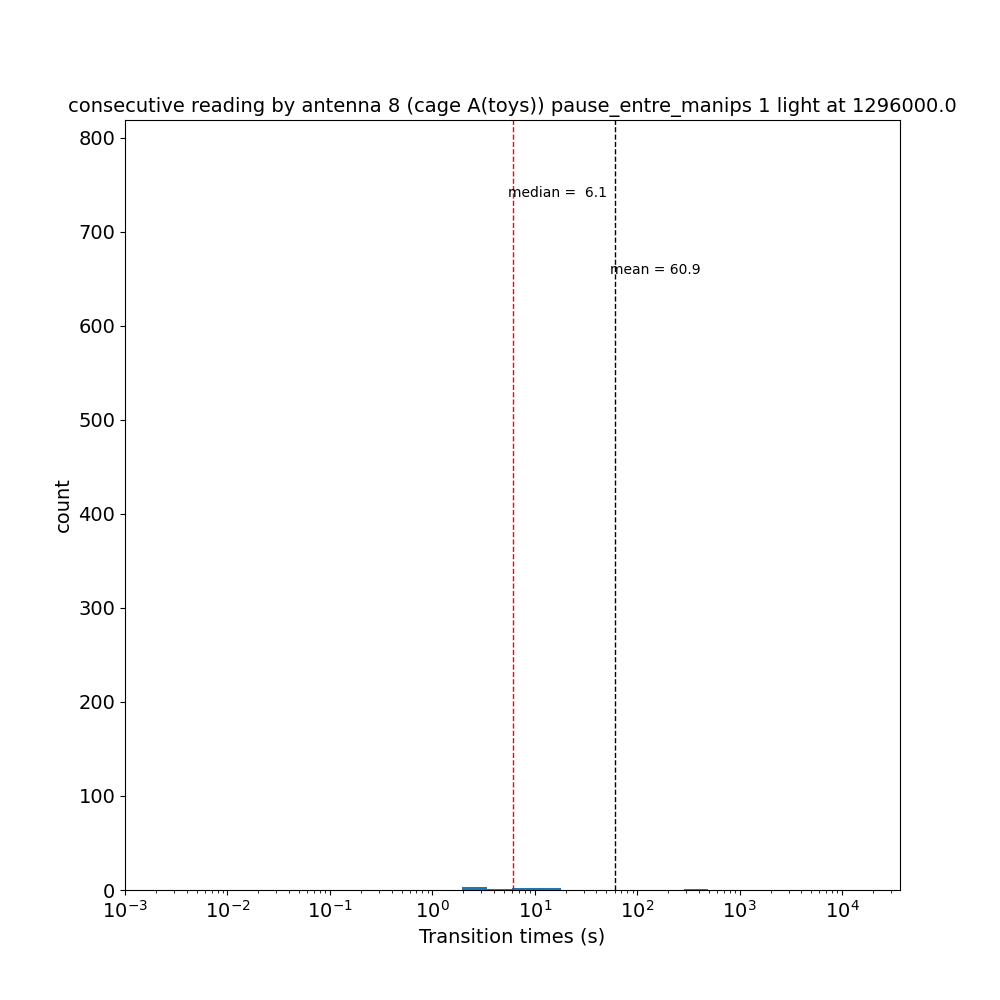 consecutive reading by antenna 8 (cage A(toys)) pause_entre_manips 1 light at 1296000.0
800
700
600
500
400
300
200
100
0
count
median =  6.1
mean = 60.9
10⁻³ 10⁻² 10⁻¹ 10⁰ 10¹ 10² 10³ 10⁴
Transition times (s)